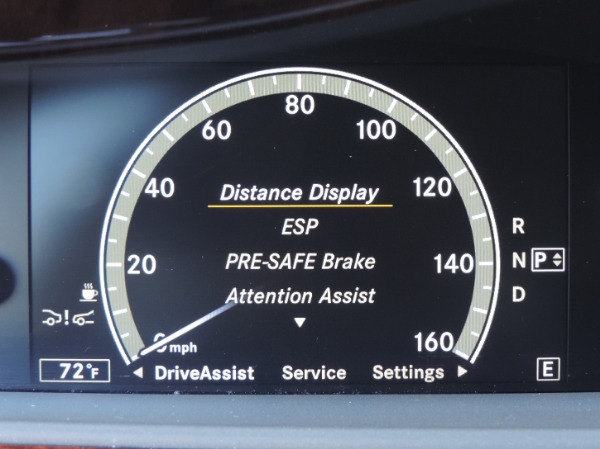 80
60 100
40 120
Distance Display
ESP
R
20 PRE-SAFE Brake 140 N P
Attention Assist D
0 mph 160
72°F DriveAssist Service Settings E